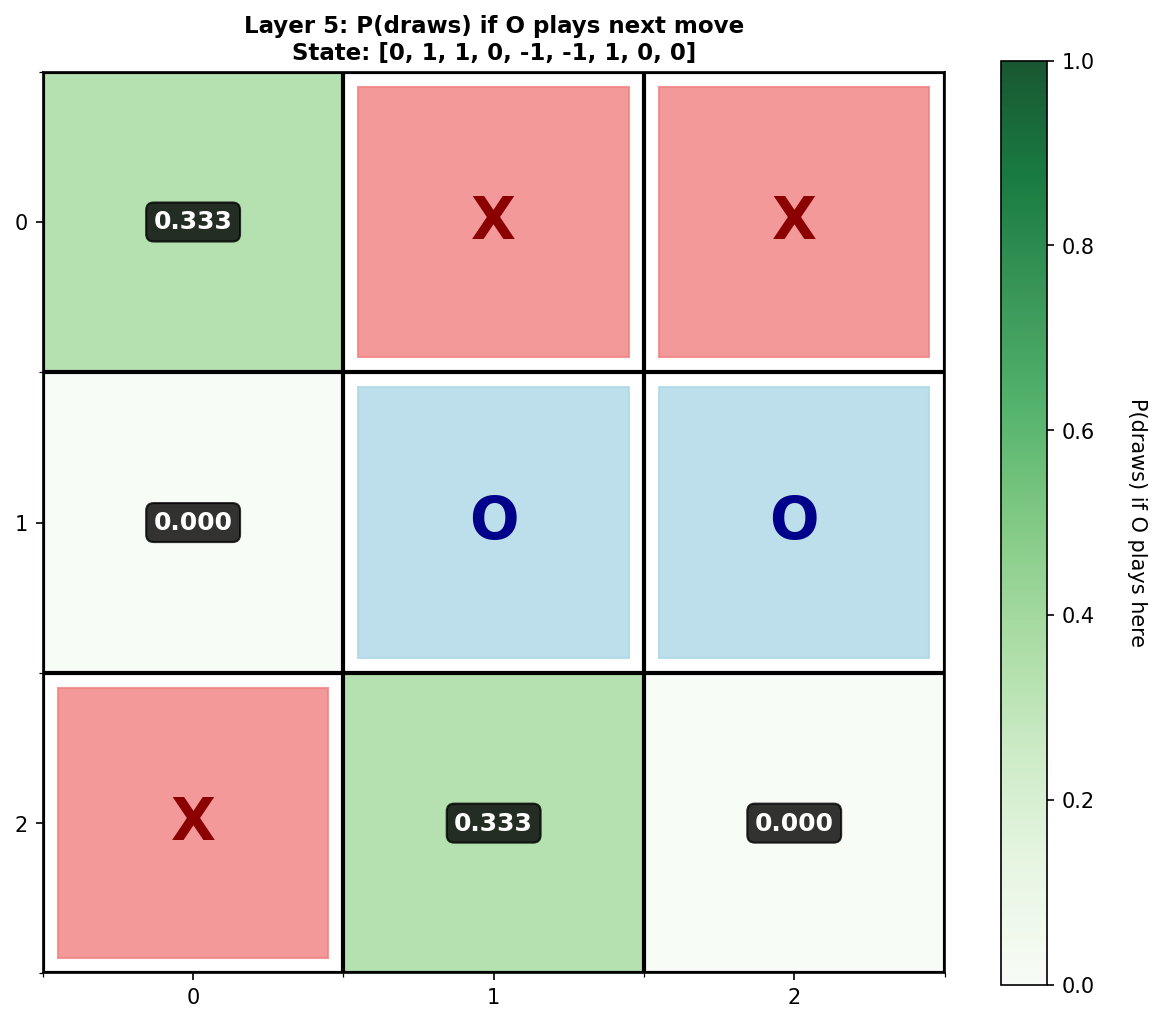 Layer 5: P(draws) if O plays next move
State: [0, 1, 1, 0, -1, -1, 1, 0, 0]
0
0.333
X
X
1
0.000
O
O
2
X
0.333
0.000
0
1
2
1.0
0.8
0.6
0.4
0.2
0.0
P(draws) if O plays here